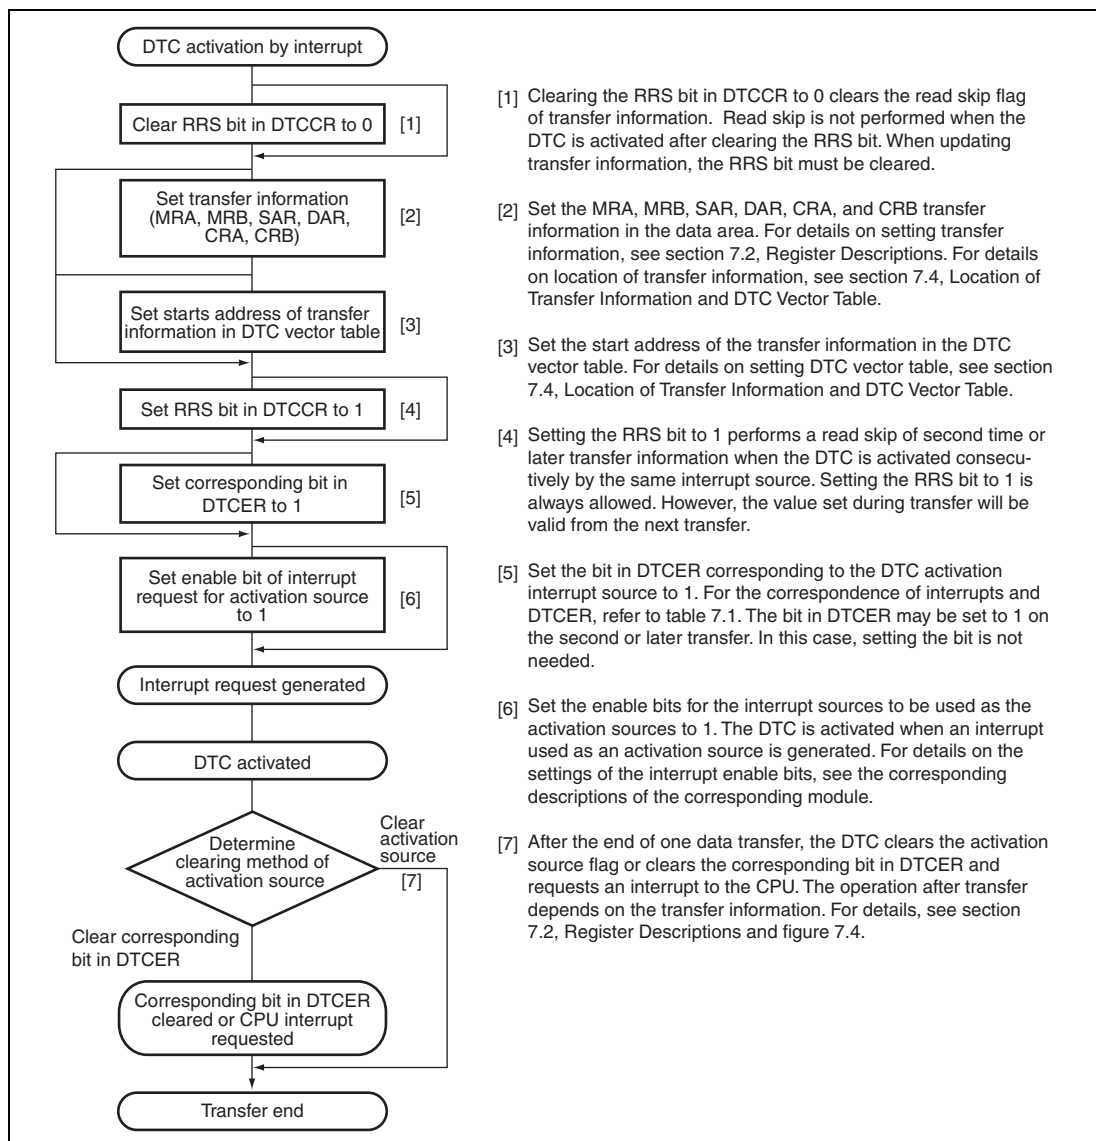 DTC activation by interrupt
Clear RRS bit in DTCCR to 0
[1]
Set transfer information
(MRA, MRB, SAR, DAR,
CRA, CRB)
[2]
Set starts address of transfer
information in DTC vector table
[3]
Set RRS bit in DTCCR to 1
[4]
Set corresponding bit in
DTCER to 1
[5]
Set enable bit of interrupt
request for activation source
to 1
[6]
Interrupt request generated
DTC activated
Determine
clearing method of
activation source
Clear
activation
source
[7]
Clear corresponding
bit in DTCER
Corresponding bit in DTCER
cleared or CPU interrupt
requested
Transfer end
[1] Clearing the RRS bit in DTCCR to 0 clears the read skip flag
of transfer information. Read skip is not performed when the
DTC is activated after clearing the RRS bit. When updating
transfer information, the RRS bit must be cleared.
[2] Set the MRA, MRB, SAR, DAR, CRA, and CRB transfer
information in the data area. For details on setting transfer
information, see section 7.2, Register Descriptions. For details
on location of transfer information, see section 7.4, Location of
Transfer Information and DTC Vector Table.
[3] Set the start address of the transfer information in the DTC
vector table. For details on setting DTC vector table, see section
7.4, Location of Transfer Information and DTC Vector Table.
[4] Setting the RRS bit to 1 performs a read skip of second time or
later transfer information when the DTC is activated consecu-
tively by the same interrupt source. Setting the RRS bit to 1 is
always allowed. However, the value set during transfer will be
valid from the next transfer.
[5] Set the bit in DTCER corresponding to the DTC activation
interrupt source to 1. For the correspondence of interrupts and
DTCER, refer to table 7.1. The bit in DTCER may be set to 1 on
the second or later transfer. In this case, setting the bit is not
needed.
[6] Set the enable bits for the interrupt sources to be used as the
activation sources to 1. The DTC is activated when an interrupt
used as an activation source is generated. For details on the
settings of the interrupt enable bits, see the corresponding
descriptions of the corresponding module.
[7] After the end of one data transfer, the DTC clears the activation
source flag or clears the corresponding bit in DTCER and
requests an interrupt to the CPU. The operation after transfer
depends on the transfer information. For details, see section
7.2, Register Descriptions and figure 7.4.